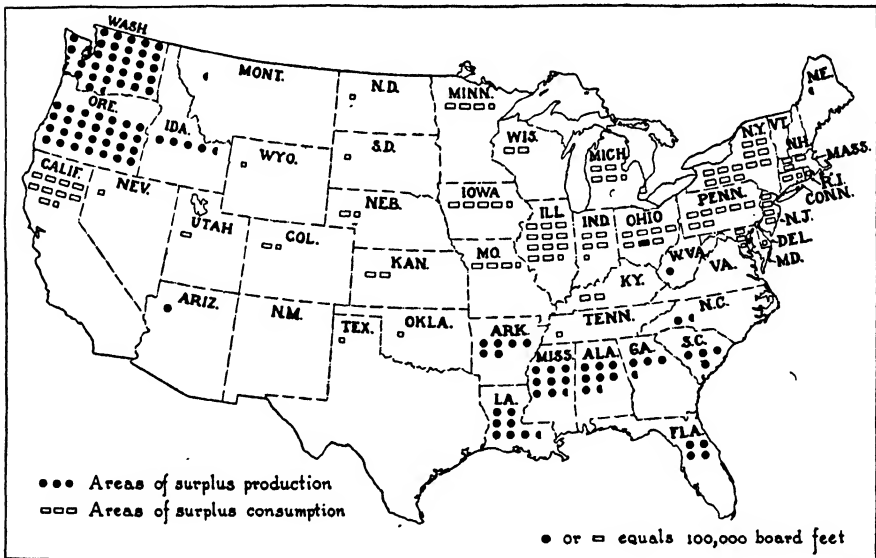 WASH
MONT.
N.D.
MINN.
ME.
ORE.
IDA.
S.D.
WIS.
MICH
N.Y.
VT.
N.H.
MASS.
R.I.
CONN.
WYO.
CALIF.
NEV.
NEB.
IOWA
PENN.
N.J.
UTAH
COL.
ILL
IND.
OHIO
W.VA.
DEL.
MD.
KAN.
MO.
KY.
VA.
ARIZ.
N.M.
TEX.
OKLA.
ARK.
TENN.
N.C.
MISS.
ALA.
GA.
S.C.
LA.
FLA.
Areas of surplus production
Areas of surplus consumption
or equals 100,000 board feet